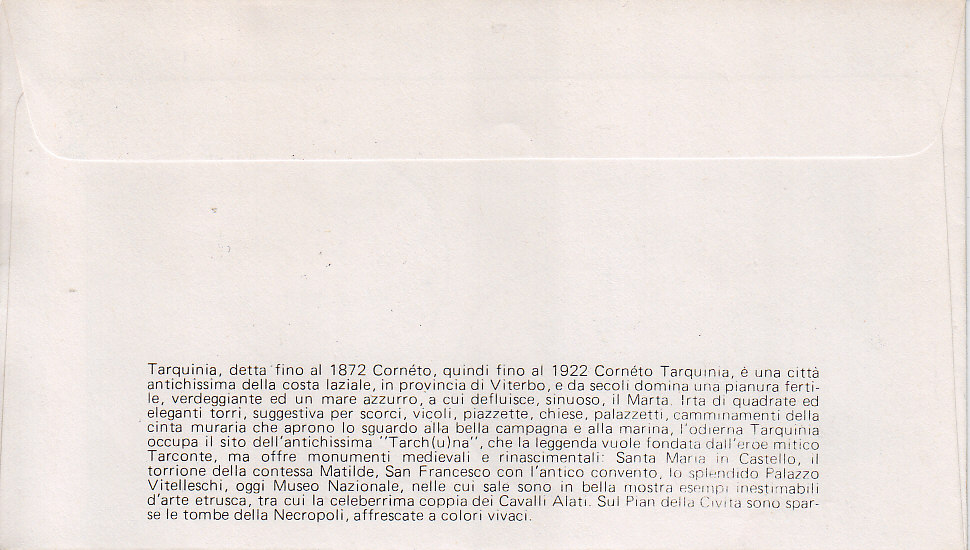 Tarquinia, detta fino al 1872 Cornéto, quindi fino al 1922 Cornéto Tarquinia, è una città
antichissima della costa laziale, in provincia di Viterbo, e da secoli domina una pianura ferti-
le, verdeggiante ed un mare azzurro, a cui defluisce, sinuoso, il Marta. Irta di quadrate ed
eleganti torri, suggestiva per scorci, vicoli, piazzette, chiese, palazzetti, camminamenti della
cinta muraria che aprono lo sguardo alla bella campagna e alla marina, l'odierna Tarquinia
occupa il sito dell'antichissima "Tarch(u)na", che la leggenda vuole fondata dall'eroe mitico
Tarconte, ma offre monumenti medievali e rinascimentali: Santa Maria in Castello, il
torrione della contessa Matilde, San Francesco con l'antico convento, lo splendido Palazzo
Vitelleschi, oggi Museo Nazionale, nelle cui sale sono in bella mostra esempi inestimabili
d'arte etrusca, tra cui la celeberrima coppia dei Cavalli Alati. Sul Pian della Civita sono spar-
se le tombe della Necropoli, affrescate a colori vivaci.